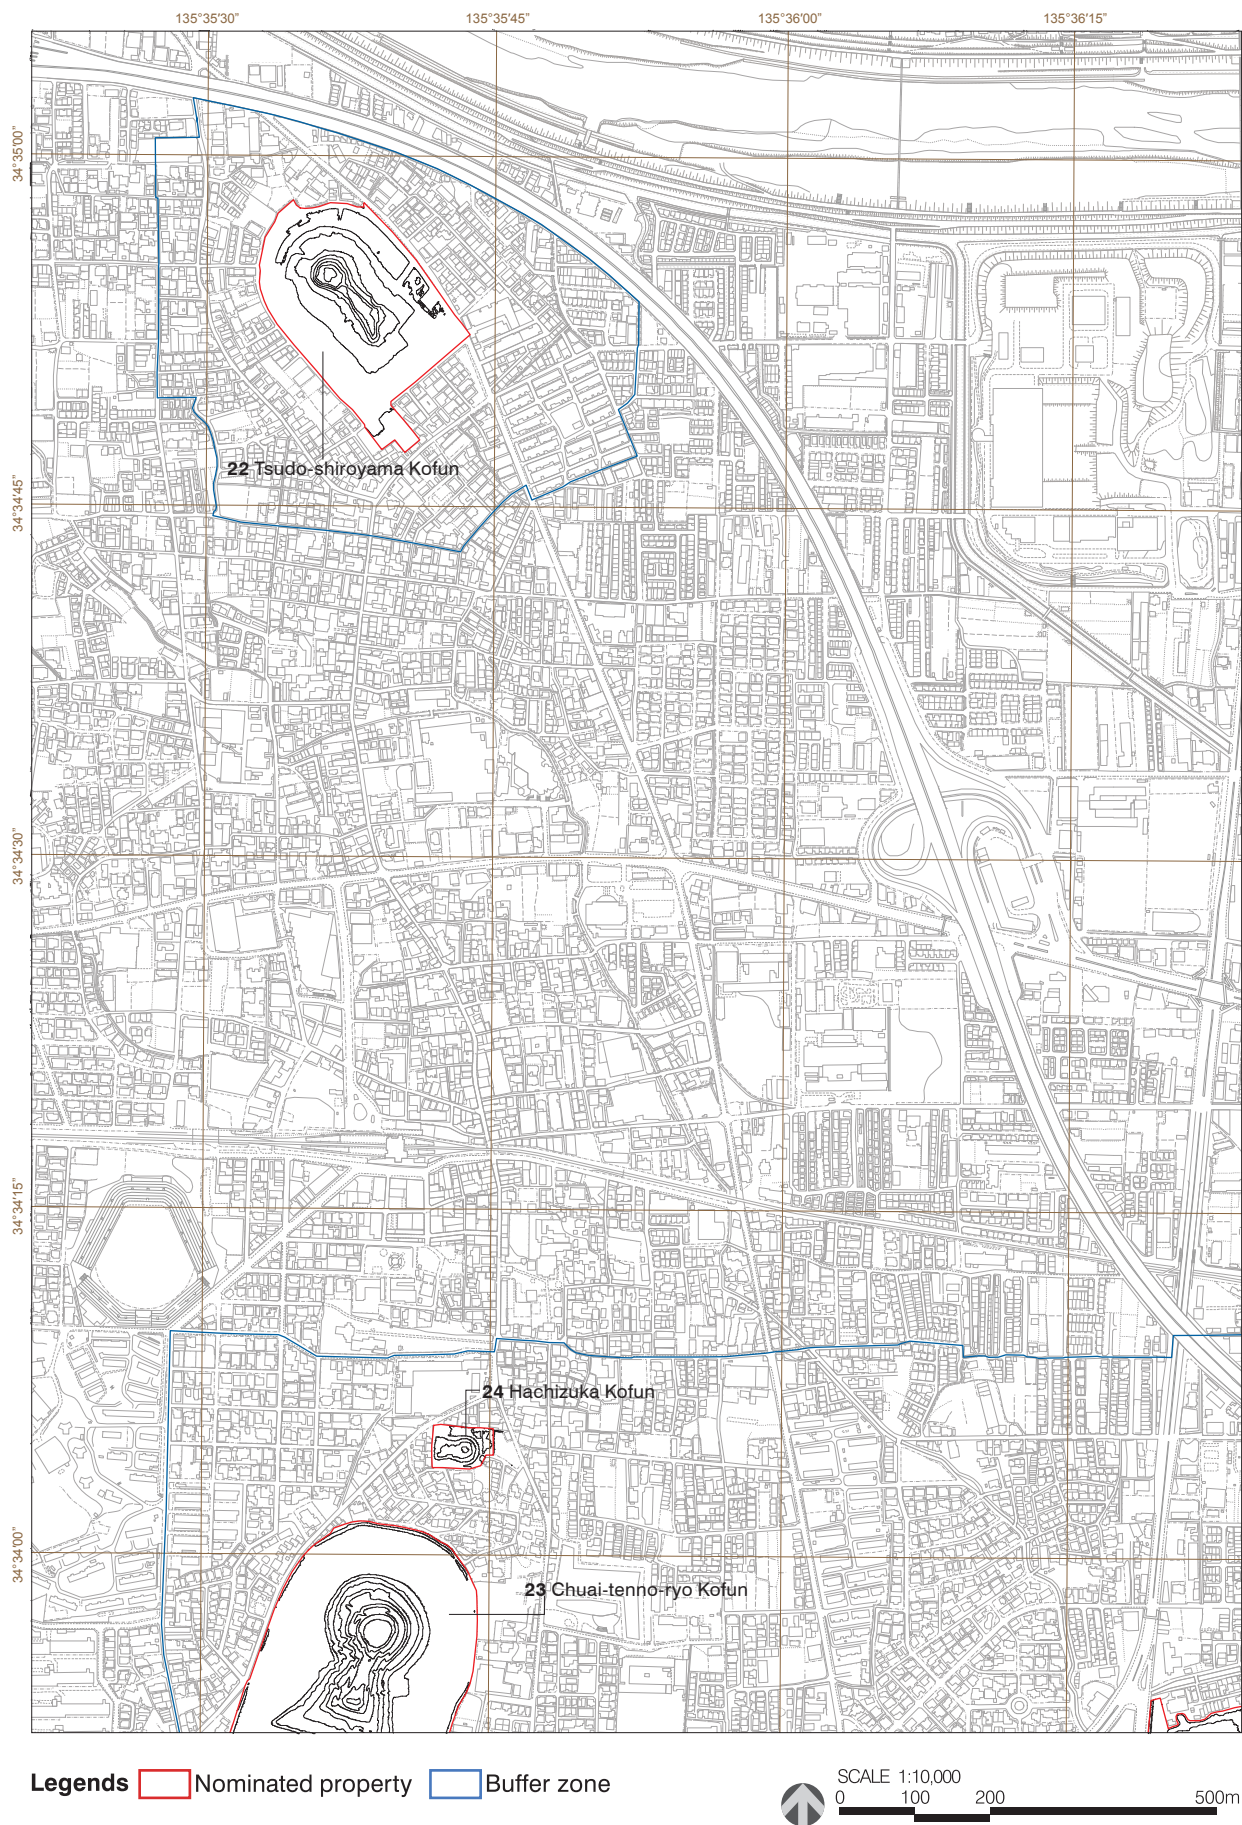 135°35'30" 135°35'45" 136°36'00" 135°36'15"
34°35'00"
22 Tsudo-shiroyama Kofun
34°34'45"
34°34'30"
34°34'15"
24 Hachizuka Kofun
34°34'00"
23 Chuai-tenno-ryo Kofun
Legends Nominated property Buffer zone
SCALE 1:10,000
0 100 200 500m